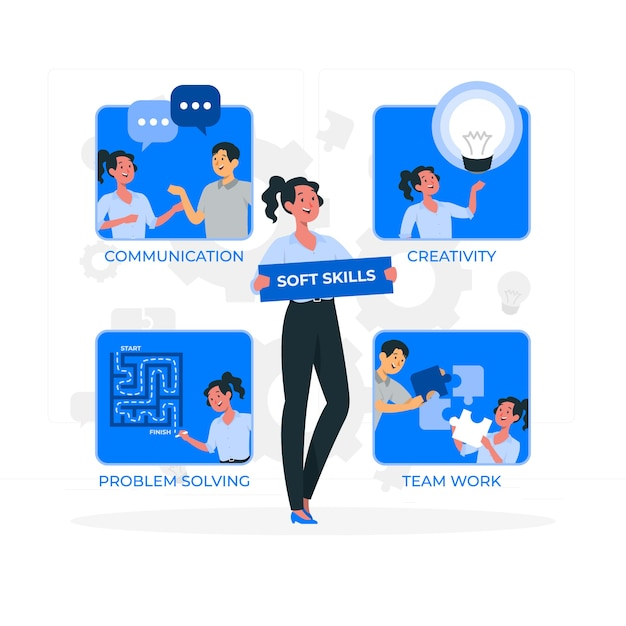 COMMUNICATION
CREATIVITY
SOFT SKILLS
START
FINISH
PROBLEM SOLVING
TEAM WORK